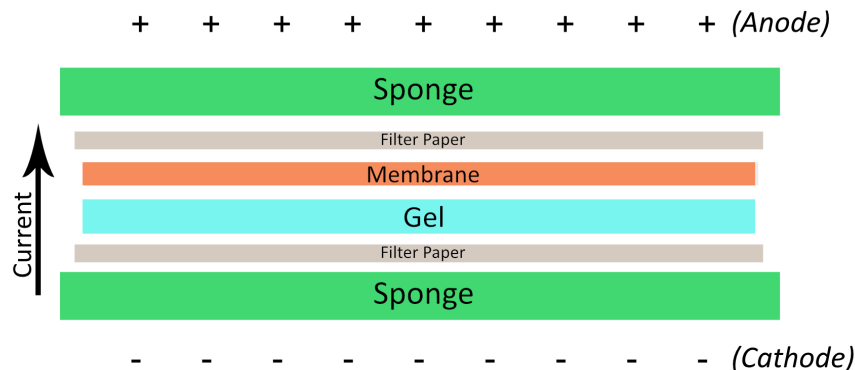 + + + + + + + + + (Anode)
Sponge
Filter Paper
Membrane
Gel
Filter Paper
Sponge
Current
- - - - - - - - - (Cathode)